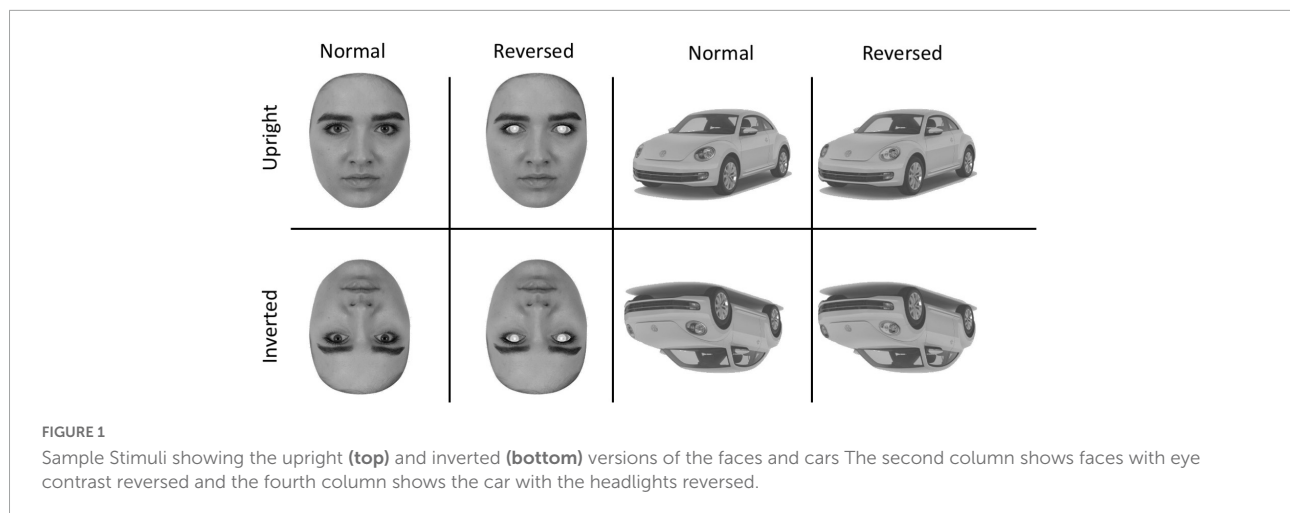 Normal Reversed Normal Reversed
Upright
Inverted
FIGURE 1
Sample Stimuli showing the upright (top) and inverted (bottom) versions of the faces and cars The second column shows faces with eye
contrast reversed and the fourth column shows the car with the headlights reversed.